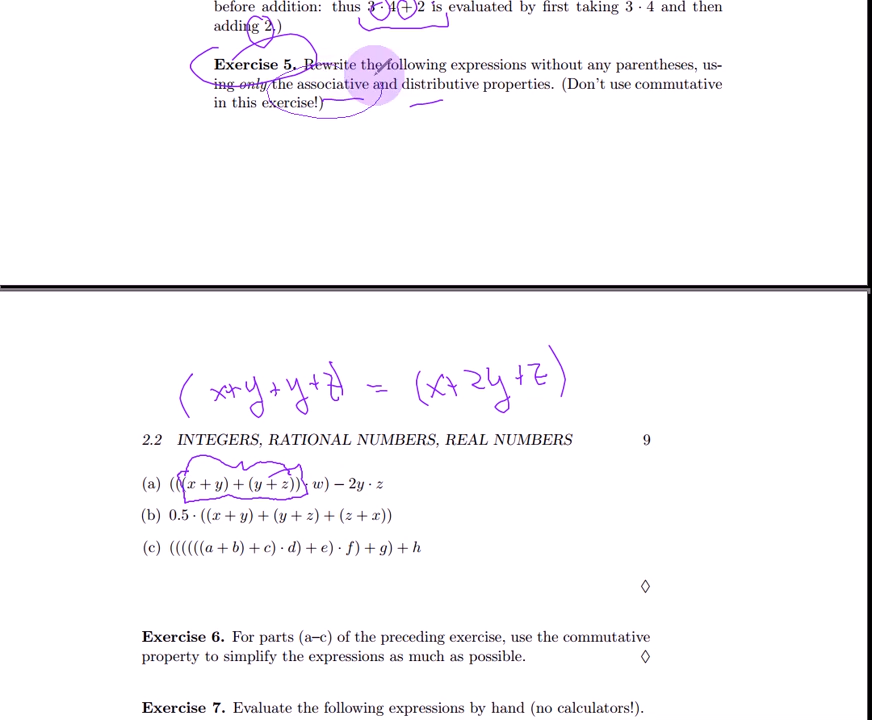 before addition: thus 3 · 4 + 2 is evaluated by first taking 3 · 4 and then
adding 2.)
Exercise 5. Rewrite the following expressions without any parentheses, us-
ing only the associative and distributive properties. (Don't use commutative
in this exercise!)
(x+y+y+z) = (x+2y+z)
2.2 INTEGERS, RATIONAL NUMBERS, REAL NUMBERS 9
(a) (((x + y) + (y + z)) · w) − 2y · z
(b) 0.5 · ((x + y) + (y + z) + (z + x))
(c) ((((((a + b) + c) · d) + e) · f) + g) + h
◊
Exercise 6. For parts (a–c) of the preceding exercise, use the commutative
property to simplify the expressions as much as possible. ◊
Exercise 7. Evaluate the following expressions by hand (no calculators!).